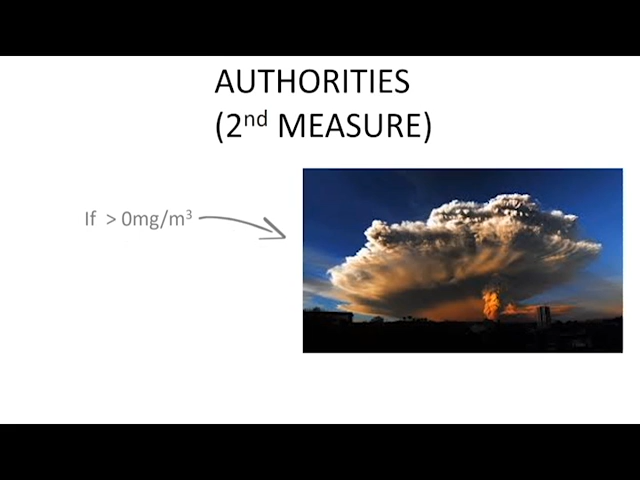 AUTHORITIES
(2nd MEASURE)
If > 0mg/m³